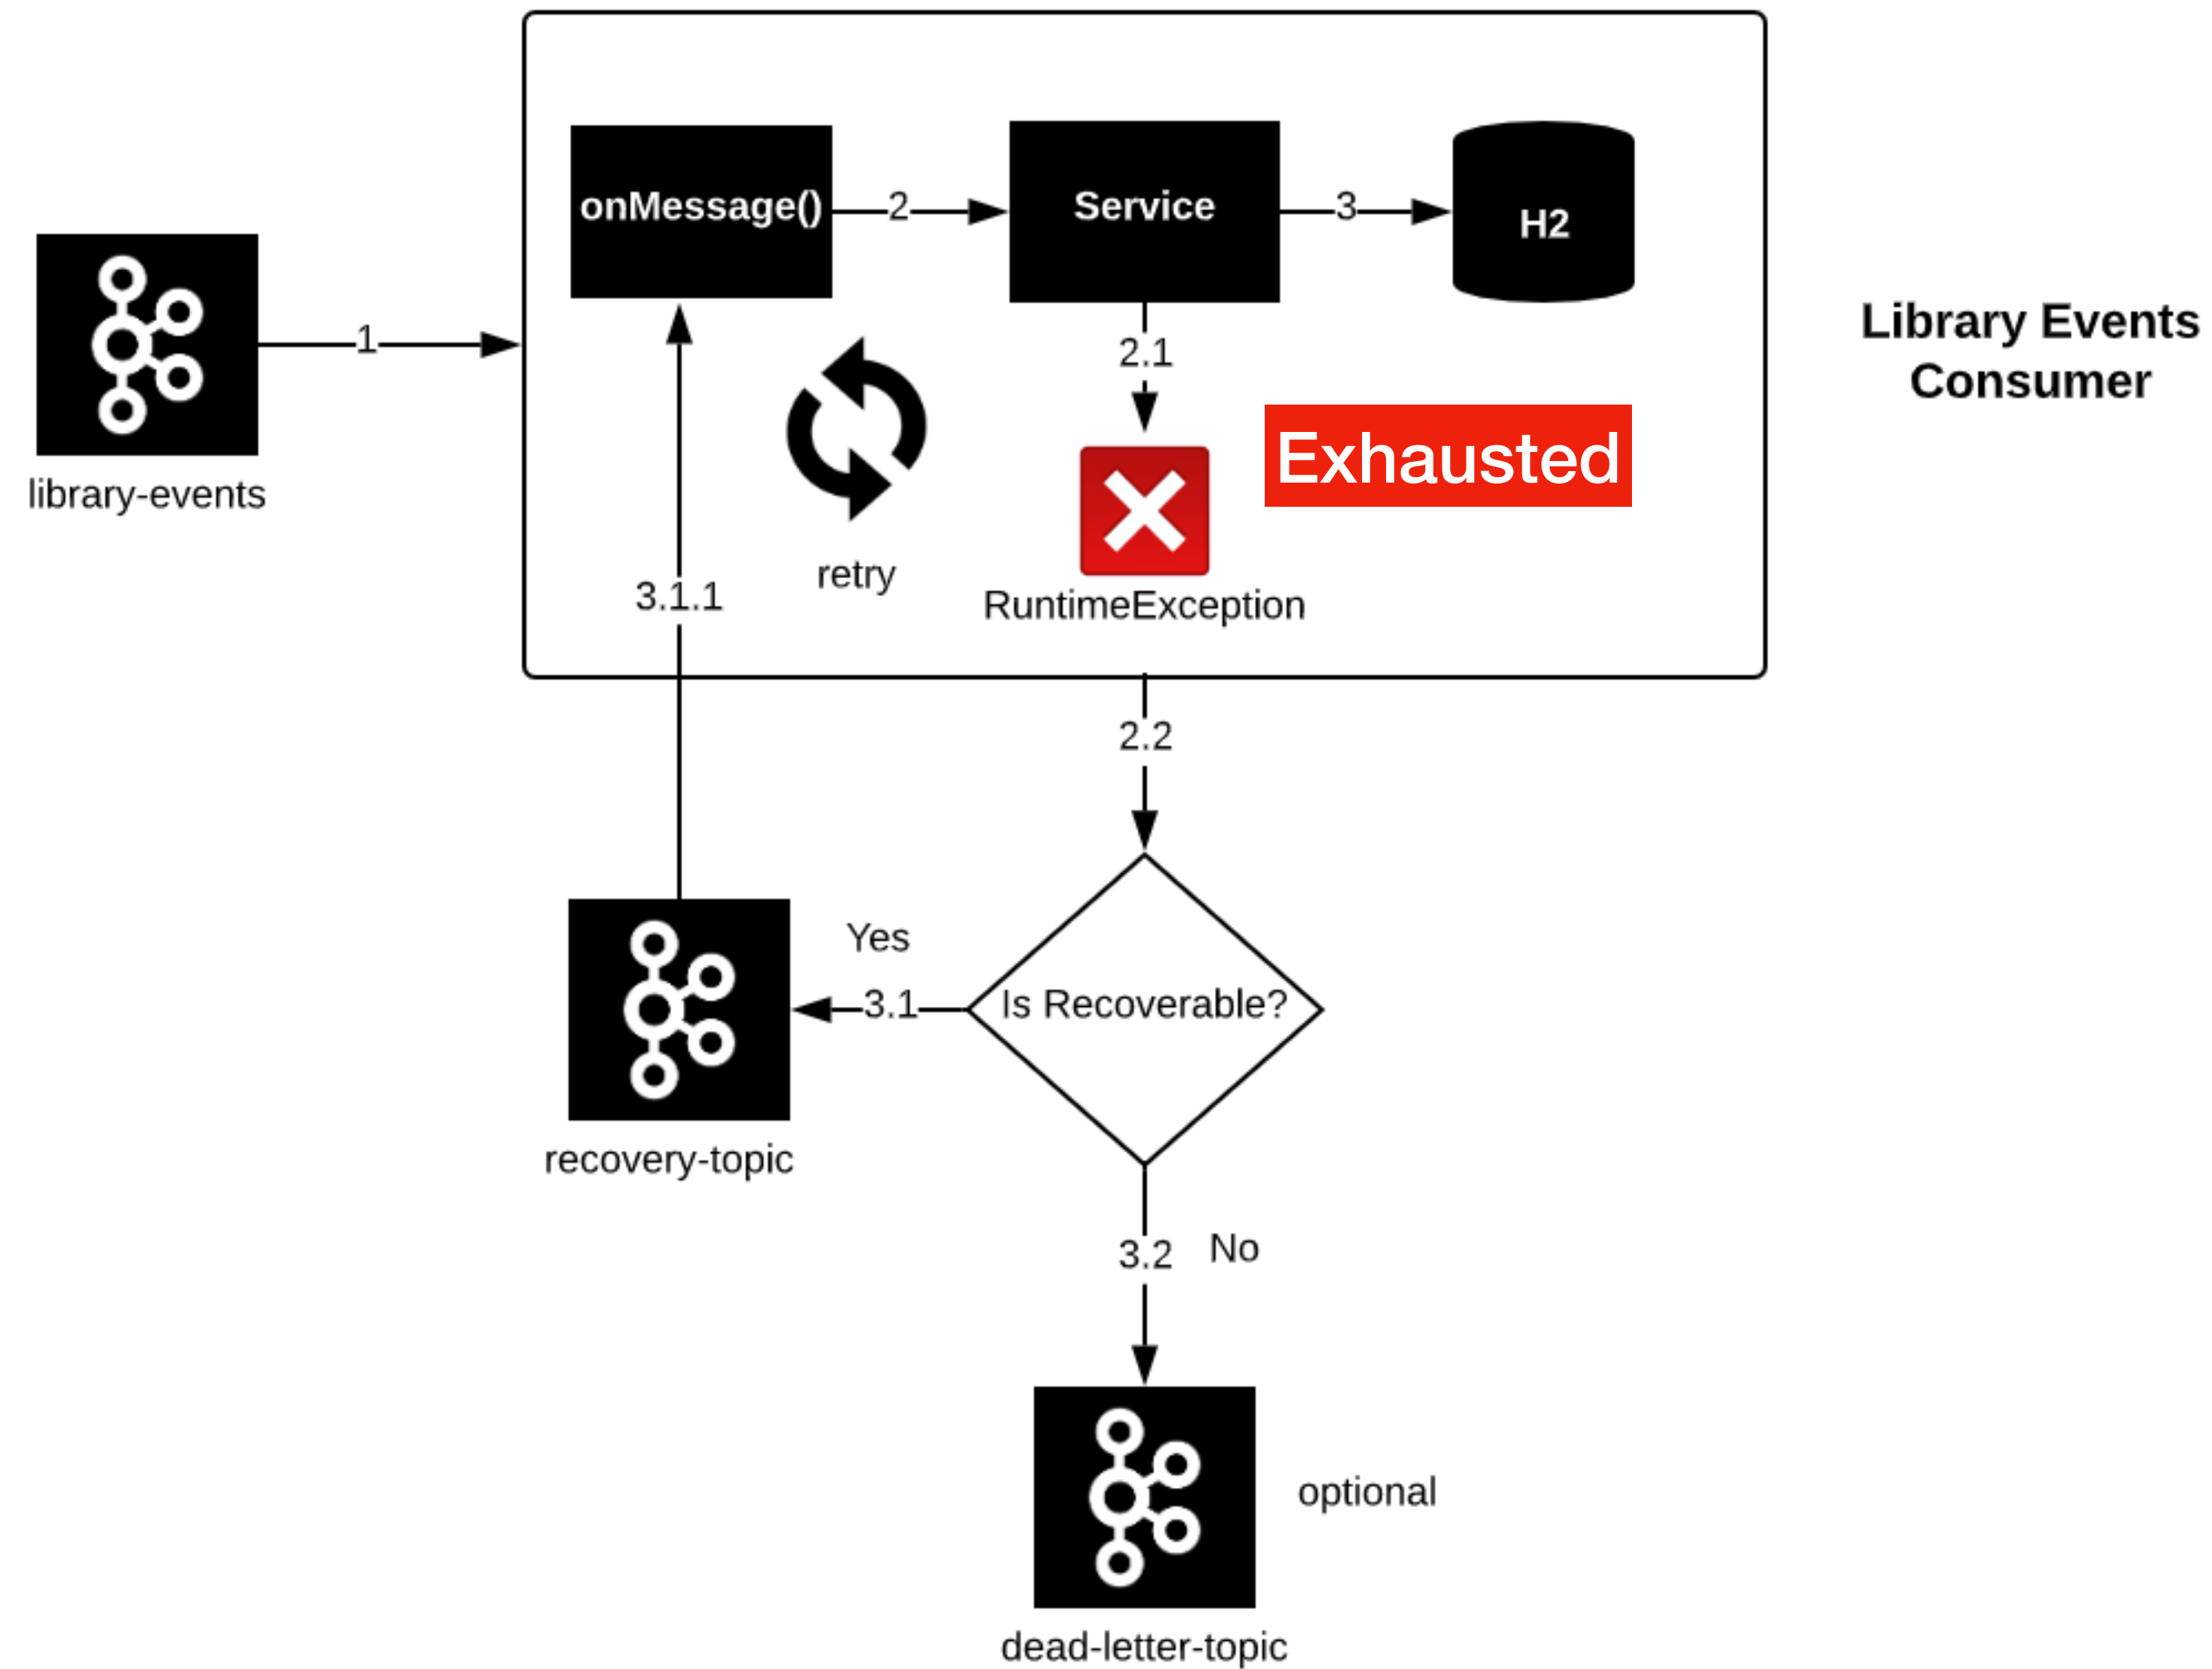 onMessage()
2
Service
3
H2
1
library-events
2.1
Library Events
Consumer
Exhausted
retry
3.1.1
RuntimeException
2.2
Yes
3.1
Is Recoverable?
recovery-topic
3.2
No
optional
dead-letter-topic